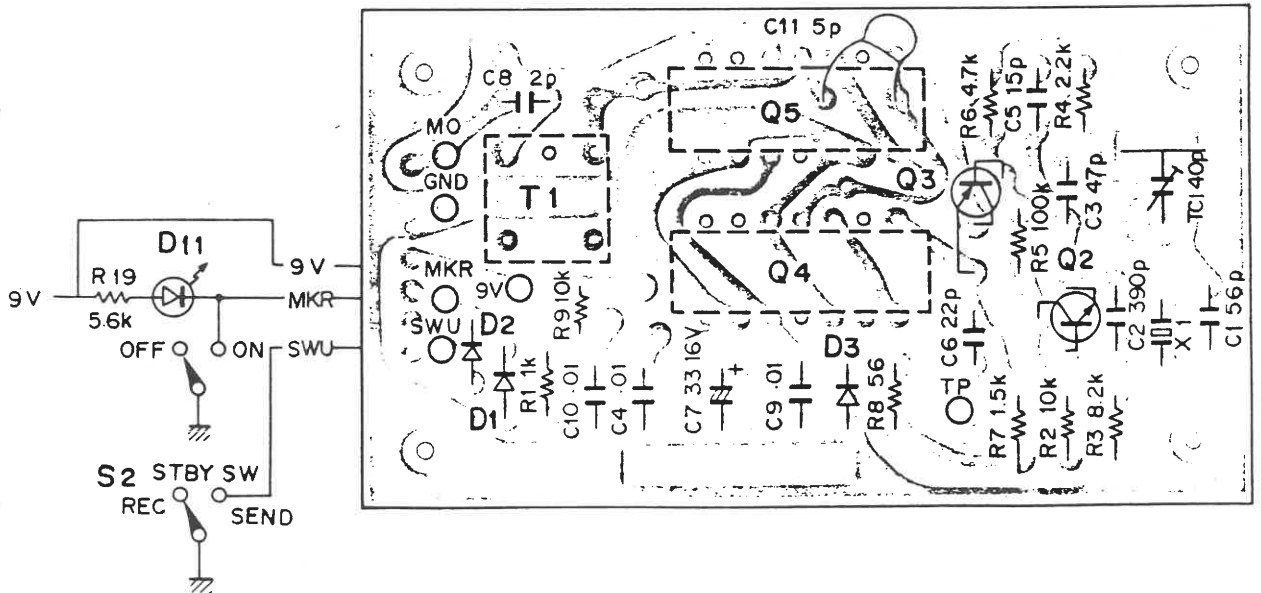 C11 5p
C8 2p
Q5
R6 4.7k
C5 15p
R4 2.2k
MO
GND
T1
Q3
R5 100k
C3 47p
TC1 40p
D11
R19
5.6k
9V
9V
MKR
SWU
OFF
ON
MKR
9V
SWU
D2
D1
R9 10k
Q4
Q2
C6 22p
C2 390p
X1
C1 56p
R1 1k
C10 .01
C4 .01
C7 33 16V
+
C9 .01
D3
R8 56
TP
R7 1.5k
R2 10k
R3 8.2k
S2
STBY SW
REC
SEND